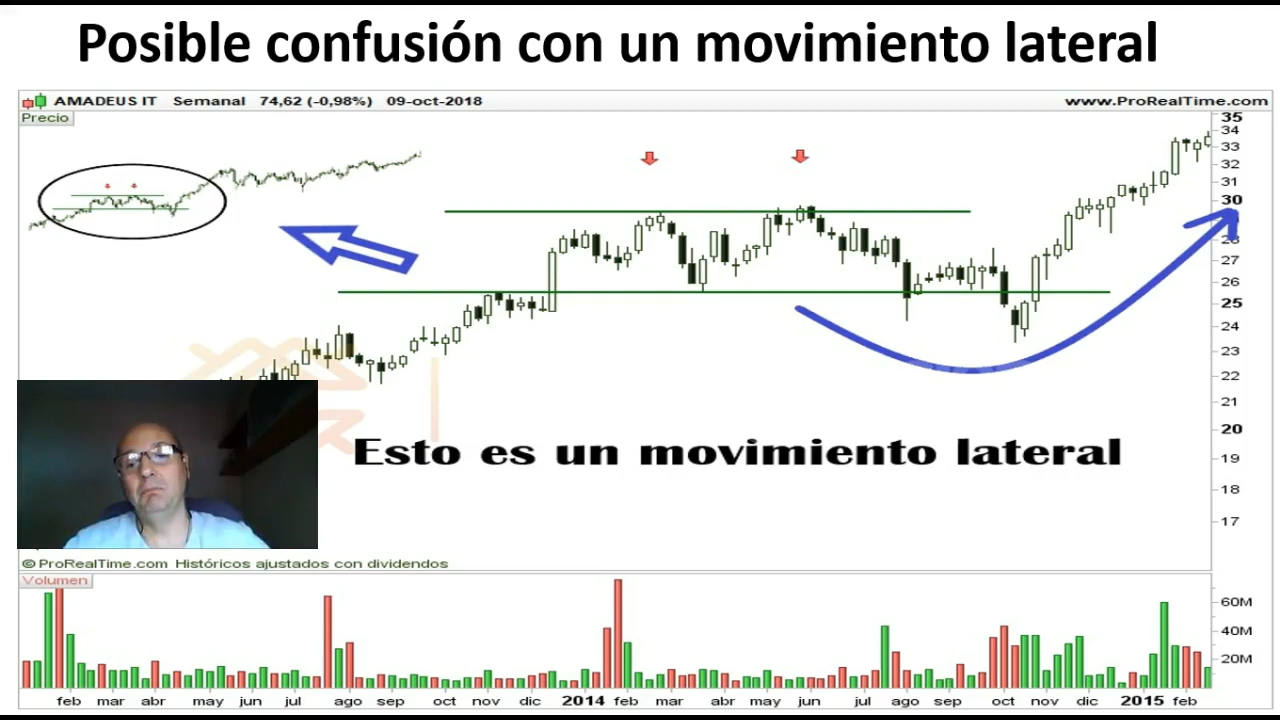 Posible confusión con un movimiento lateral
AMADEUS IT Semanal 74,62 (-0,98%) 09-oct-2018 www.ProRealTime.com
Precio
35
34
33
32
31
30
28
27
26
25
24
23
22
21
20
19
18
17
Esto es un movimiento lateral
© ProRealTime.com Históricos ajustados con dividendos
Volumen
60M
40M
20M
feb mar abr may jun jul ago sep oct nov dic 2014 feb mar abr may jun jul ago sep oct nov dic 2015 feb